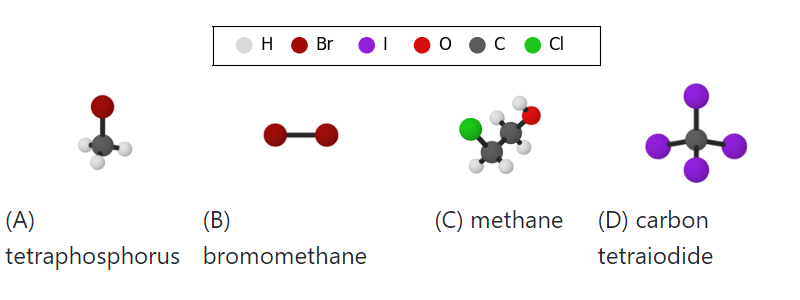 H Br I O C Cl
(A) (B) (C) methane (D) carbon
tetraphosphorus bromomethane tetraiodide